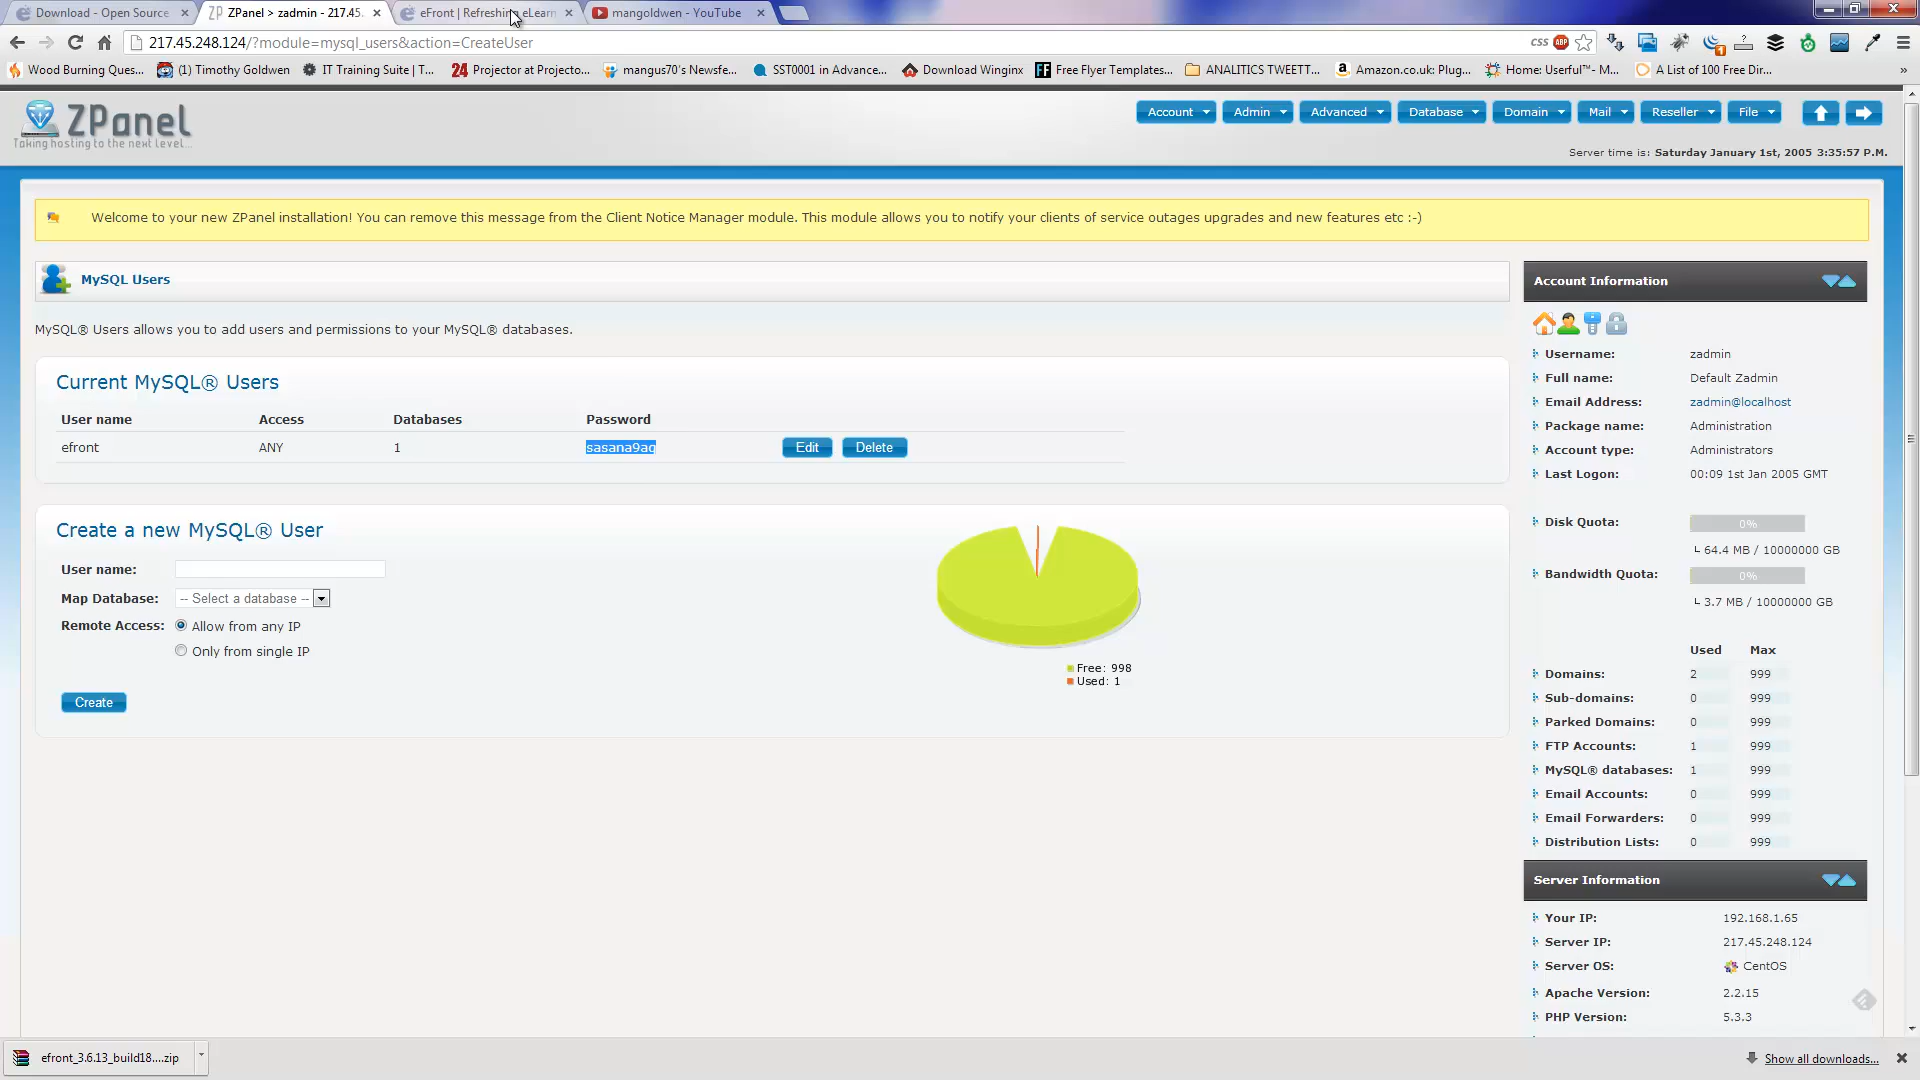 Download - Open Source
ZPanel > zadmin - 217.45.
eFront | Refreshing eLearn
mangoldwen - YouTube
217.45.248.124/?module=mysql_users&action=CreateUser
CSS
ABP
Wood Burning Ques...
(1) Timothy Goldwen
IT Training Suite | T...
24 Projector at Projecto...
mangus70's Newsfe...
SST0001 in Advance...
Download Winginx
FF Free Flyer Templates...
ANALITICS TWEETT...
Amazon.co.uk: Plug...
Home: Userful™- M...
A List of 100 Free Dir...
»
ZPanel
Taking hosting to the next level...
Account
Admin
Advanced
Database
Domain
Mail
Reseller
File
Server time is: Saturday January 1st, 2005 3:35:57 P.M.
Welcome to your new ZPanel installation! You can remove this message from the Client Notice Manager module. This module allows you to notify your clients of service outages upgrades and new features etc :-)
MySQL Users
MySQL® Users allows you to add users and permissions to your MySQL® databases.
Current MySQL® Users
User name Access Databases Password
efront ANY 1 sasana9aq Edit Delete
Create a new MySQL® User
User name:
Map Database: -- Select a database --
Remote Access: Allow from any IP
Only from single IP
Create
Free: 998
Used: 1
Account Information
Username: zadmin
Full name: Default Zadmin
Email Address: zadmin@localhost
Package name: Administration
Account type: Administrators
Last Logon: 00:09 1st Jan 2005 GMT
Disk Quota: 0%
64.4 MB / 10000000 GB
Bandwidth Quota: 0%
3.7 MB / 10000000 GB
Used Max
Domains: 2 999
Sub-domains: 0 999
Parked Domains: 0 999
FTP Accounts: 1 999
MySQL® databases: 1 999
Email Accounts: 0 999
Email Forwarders: 0 999
Distribution Lists: 0 999
Server Information
Your IP: 192.168.1.65
Server IP: 217.45.248.124
Server OS: CentOS
Apache Version: 2.2.15
PHP Version: 5.3.3
efront_3.6.13_build18....zip
Show all downloads...